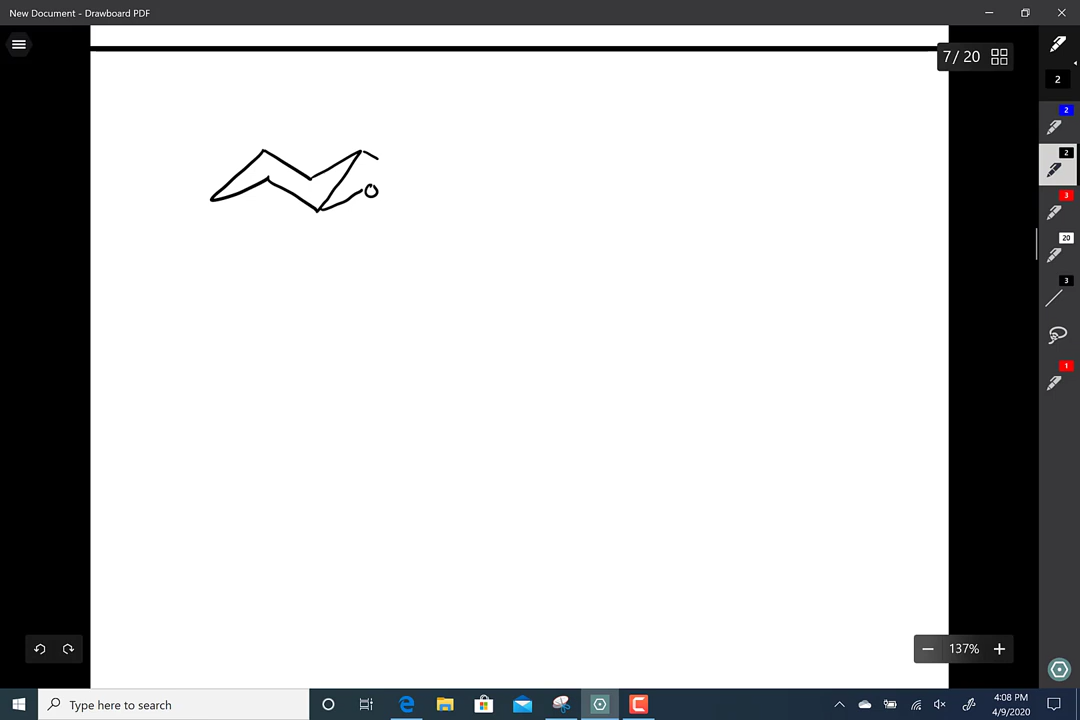 New Document - Drawboard PDF
7 / 20
2
2
2
3
20
3
1
O
137%
Type here to search
4:08 PM
4/9/2020